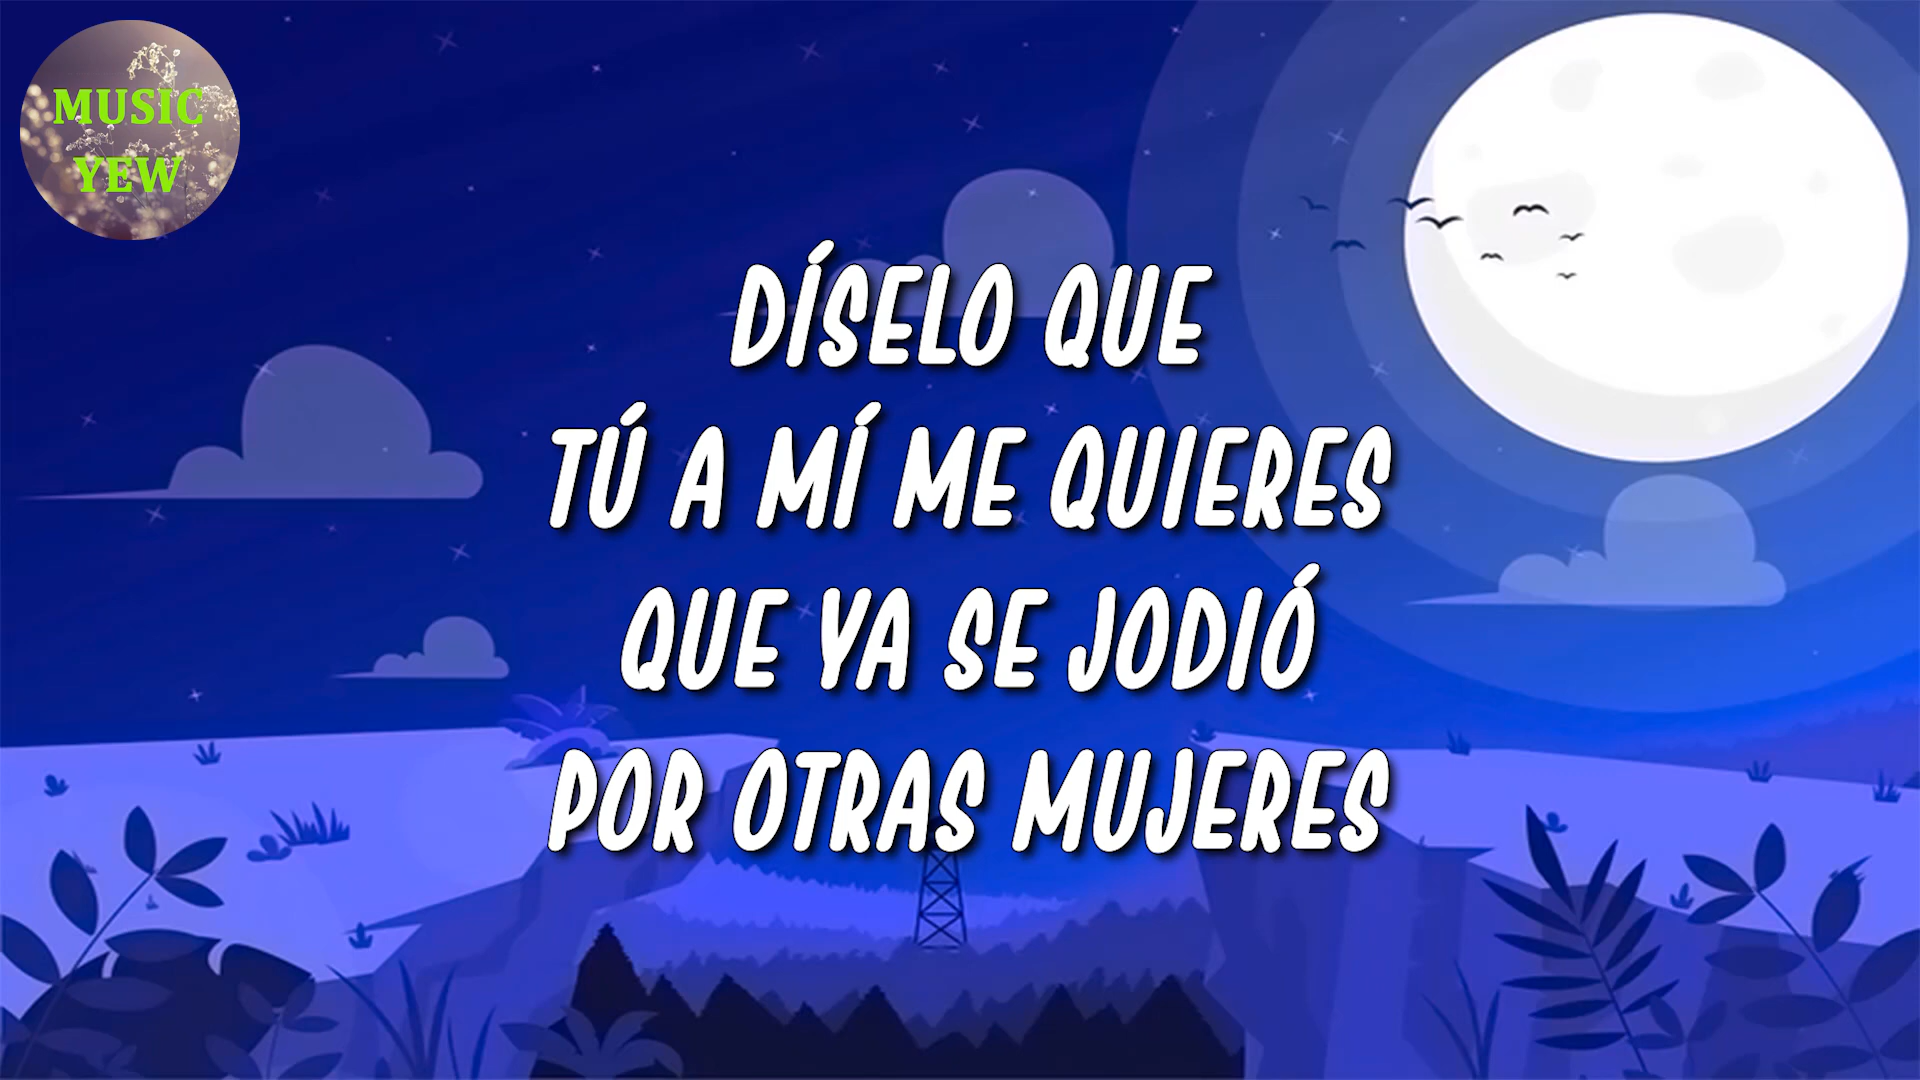 MUSIC
YEW
DÍSELO QUE
TÚ A MÍ ME QUIERES
QUE YA SE JODIÓ
POR OTRAS MUJERES